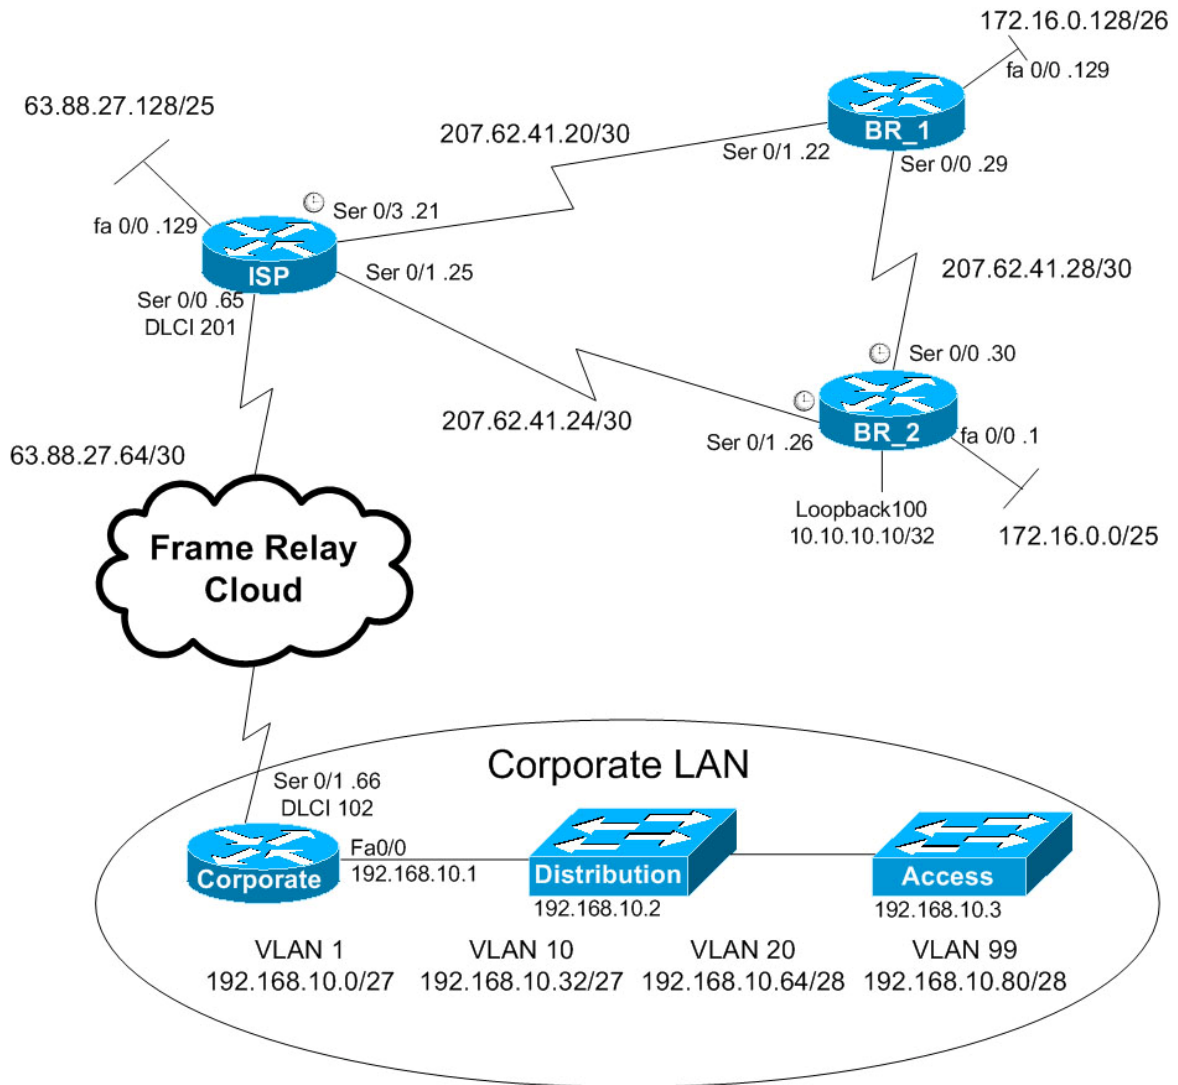 172.16.0.128/26
fa 0/0 .129
63.88.27.128/25
207.62.41.20/30
BR_1
Ser 0/1 .22
Ser 0/0 .29
Ser 0/3 .21
fa 0/0 .129
ISP
Ser 0/1 .25
207.62.41.28/30
Ser 0/0 .65
DLCI 201
Ser 0/0 .30
207.62.41.24/30
BR_2
Ser 0/1 .26
fa 0/0 .1
63.88.27.64/30
Loopback100
10.10.10.10/32
172.16.0.0/25
Frame Relay
Cloud
Corporate LAN
Ser 0/1 .66
DLCI 102
Fa0/0
192.168.10.1
Corporate
Distribution
192.168.10.2
Access
192.168.10.3
VLAN 1
192.168.10.0/27
VLAN 10
192.168.10.32/27
VLAN 20
192.168.10.64/28
VLAN 99
192.168.10.80/28